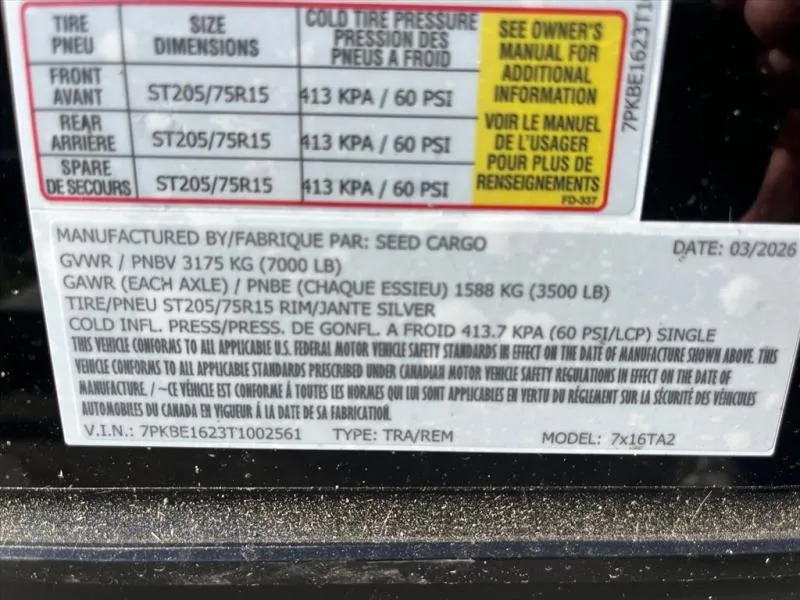 TIRE PNEU
SIZE DIMENSIONS
COLD TIRE PRESSURE PRESSION DES PNEUS A FROID
FRONT AVANT
ST205/75R15
413 KPA / 60 PSI
REAR ARRIÈRE
ST205/75R15
413 KPA / 60 PSI
SPARE DE SECOURS
ST205/75R15
413 KPA / 60 PSI
SEE OWNER'S
MANUAL FOR
ADDITIONAL
INFORMATION
VOIR LE MANUEL
DE L'USAGER
POUR PLUS DE
RENSEIGNEMENTS
FD-337
7PKBE1623T1
MANUFACTURED BY/FABRIQUE PAR: SEED CARGO DATE: 03/2026
GVWR / PNBV 3175 KG (7000 LB)
GAWR (EACH AXLE) / PNBE (CHAQUE ESSIEU) 1588 KG (3500 LB)
TIRE/PNEU ST205/75R15 RIM/JANTE SILVER
COLD INFL. PRESS/PRESS. DE GONFL. A FROID 413.7 KPA (60 PSI/LCP) SINGLE
THIS VEHICLE CONFORMS TO ALL APPLICABLE U.S. FEDERAL MOTOR VEHICLE SAFETY STANDARDS IN EFFECT ON THE DATE OF MANUFACTURE SHOWN ABOVE. THIS
VEHICLE CONFORMS TO ALL APPLICABLE STANDARDS PRESCRIBED UNDER CANADIAN MOTOR VEHICLE SAFETY REGULATIONS IN EFFECT ON THE DATE OF
MANUFACTURE. / ~CE VÉHICLE EST CONFORME Á TOUTES LES NORMES QUI LUI SONT APPLICABLES EN VERTU DU RÉGLEMENT SUR LA SÉCURITÉ DES VÉHICULES
AUTOMOBILES DU CANADA EN VIGUEUR Á LA DATE DE SA FABRICATION.
V.I.N.: 7PKBE1623T1002561 TYPE: TRA/REM MODEL: 7x16TA2